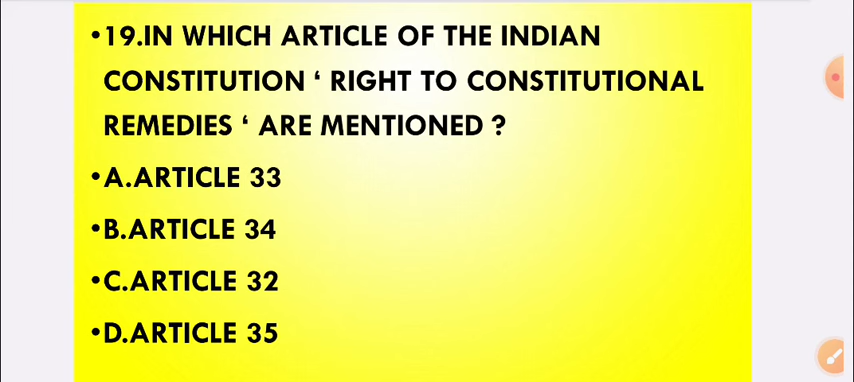 •19.IN WHICH ARTICLE OF THE INDIAN
CONSTITUTION ‘ RIGHT TO CONSTITUTIONAL
REMEDIES ‘ ARE MENTIONED ?
•A.ARTICLE 33
•B.ARTICLE 34
•C.ARTICLE 32
•D.ARTICLE 35